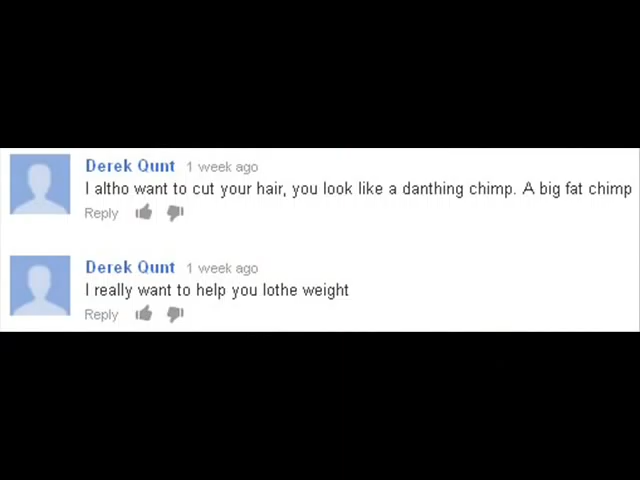 Derek Qunt 1 week ago
I altho want to cut your hair, you look like a danthing chimp. A big fat chimp
Reply
Derek Qunt 1 week ago
I really want to help you lothe weight
Reply